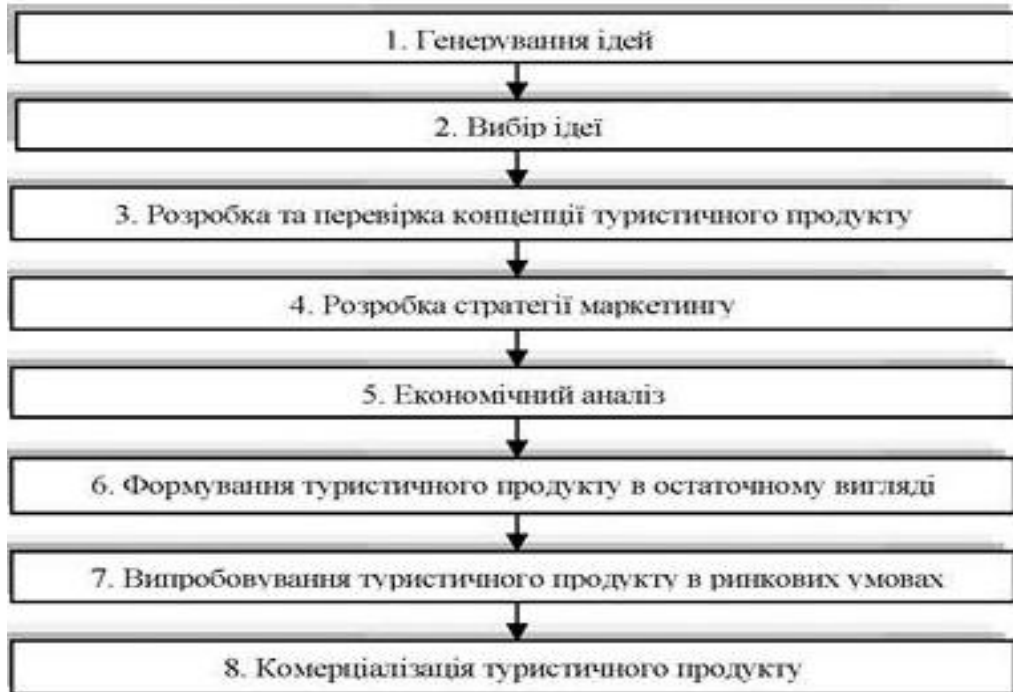 1. Генерування ідей
2. Вибір ідеї
3. Розробка та перевірка концепції туристичного продукту
4. Розробка стратегії маркетингу
5. Економічний аналіз
6. Формування туристичного продукту в остаточному вигляді
7. Випробовування туристичного продукту в ринкових умовах
8. Комерціалізація туристичного продукту